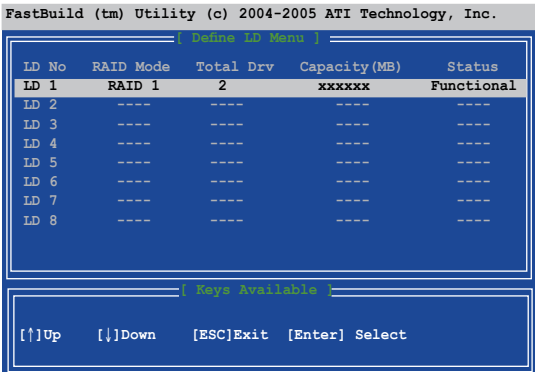 FastBuild (tm) Utility (c) 2004-2005 ATI Technology, Inc.
[ Define LD Menu ]
LD No RAID Mode Total Drv Capacity(MB) Status
LD 1 RAID 1 2 xxxxxx Functional
LD 2 ---- ---- ---- ----
LD 3 ---- ---- ---- ----
LD 4 ---- ---- ---- ----
LD 5 ---- ---- ---- ----
LD 6 ---- ---- ---- ----
LD 7 ---- ---- ---- ----
LD 8 ---- ---- ---- ----
[ Keys Available ]
[↑]Up [↓]Down [ESC]Exit [Enter] Select